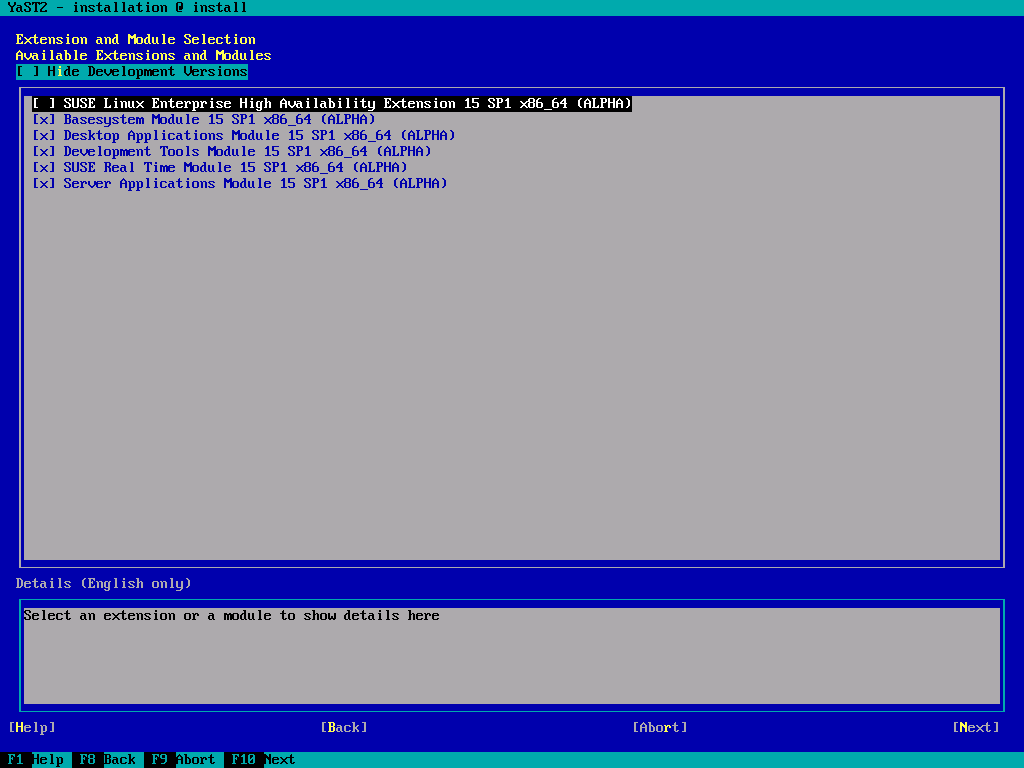 YaST2 - installation @ install
Extension and Module Selection
Available Extensions and Modules
[ ] Hide Development Versions
[ ] SUSE Linux Enterprise High Availability Extension 15 SP1 x86_64 (ALPHA)
[x] Basesystem Module 15 SP1 x86_64 (ALPHA)
[x] Desktop Applications Module 15 SP1 x86_64 (ALPHA)
[x] Development Tools Module 15 SP1 x86_64 (ALPHA)
[x] SUSE Real Time Module 15 SP1 x86_64 (ALPHA)
[x] Server Applications Module 15 SP1 x86_64 (ALPHA)
Details (English only)
Select an extension or a module to show details here
[Help] [Back] [Abort] [Next]
F1 Help F8 Back F9 Abort F10 Next